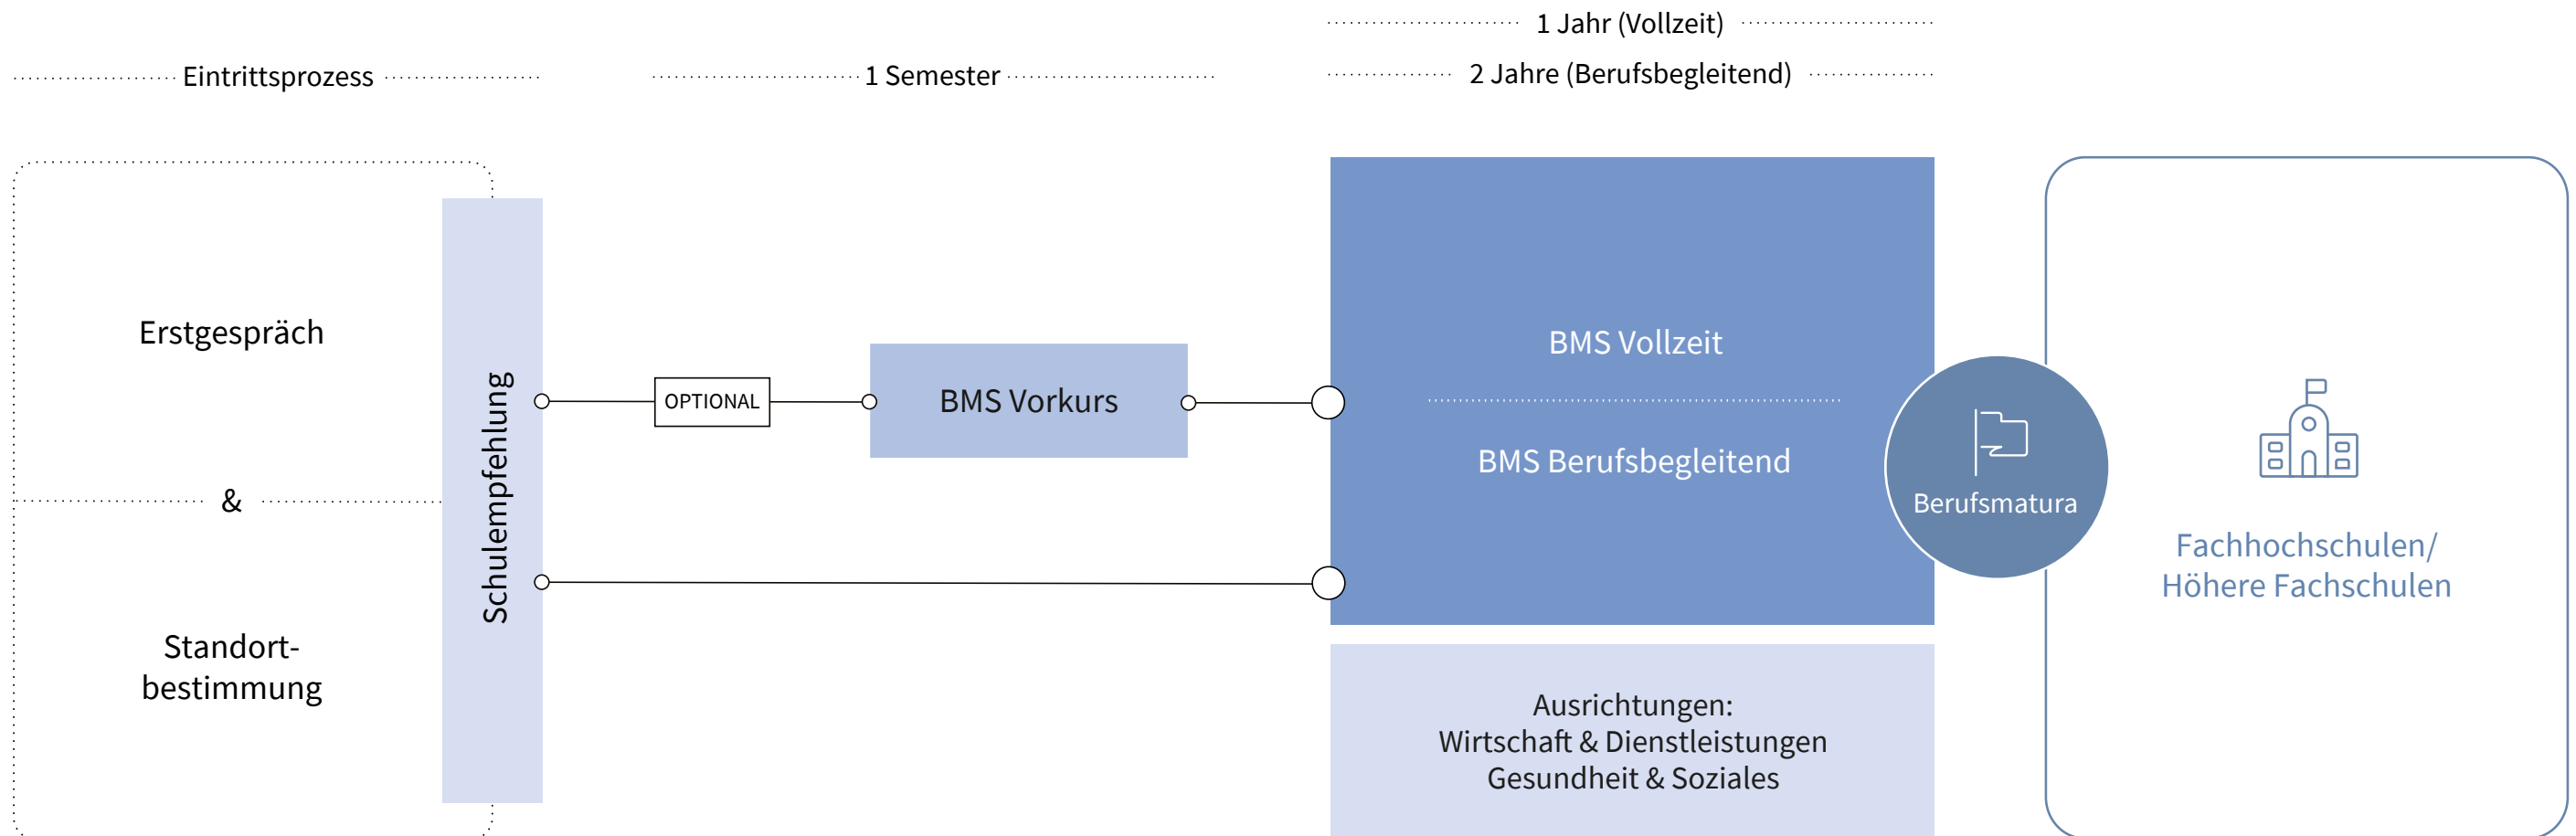 1 Jahr (Vollzeit)
Eintrittsprozess
1 Semester
2 Jahre (Berufsbegleitend)
Erstgespräch
&
Standort-
bestimmung
Schulempfehlung
OPTIONAL
BMS Vorkurs
BMS Vollzeit
BMS Berufsbegleitend
Berufsmatura
Fachhochschulen/
Höhere Fachschulen
Ausrichtungen:
Wirtschaft & Dienstleistungen
Gesundheit & Soziales